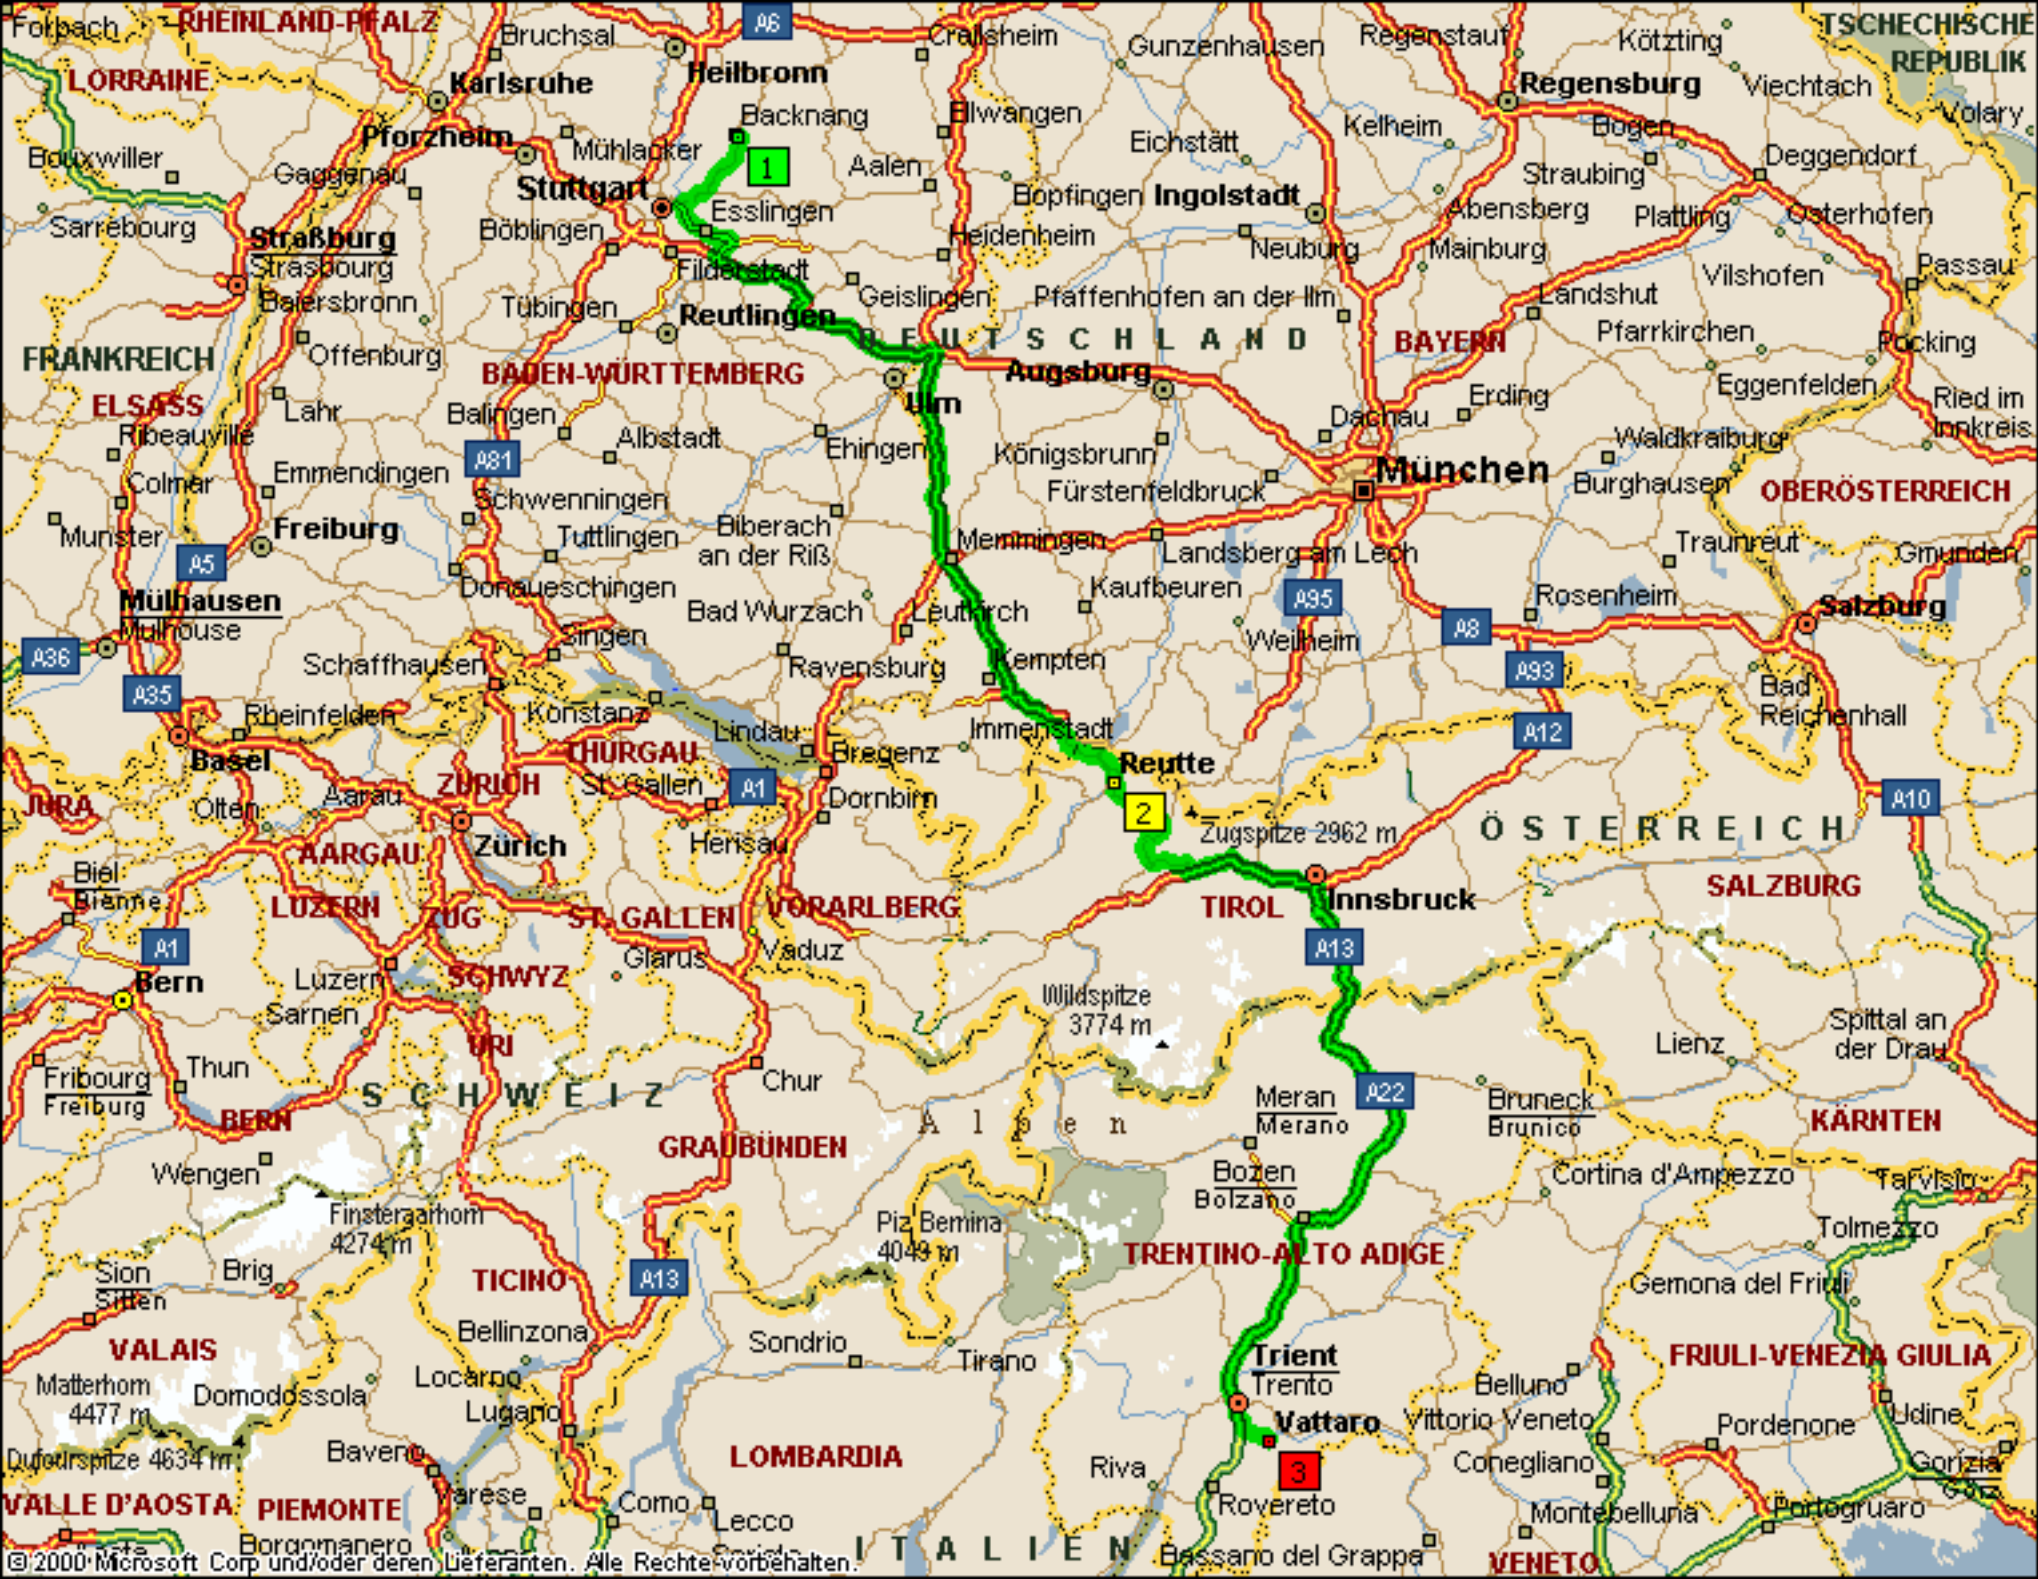 Forbach
RHEINLAND-PFALZ
Bruchsal
A6
Crailsheim
Gunzenhausen
Regenstauf
Kötzting
TSCHECHISCHE
REPUBLIK
LORRAINE
Karlsruhe
Heilbronn
Regensburg
Viechtach
Volary
Backnang
Ellwangen
Pforzheim
Mühlacker
Eichstätt
Kelheim
Bogen
Deggendorf
Bouxwiller
Gaggenau
1
Aalen
Straubing
Stuttgart
Bopfingen
Ingolstadt
Abensberg
Plattling
Osterhofen
Sarrebourg
Böblingen
Esslingen
Heidenheim
Neuburg
Mainburg
Straßburg
Strasbourg
Filderstadt
Vilshofen
Passau
Baiersbronn
Tübingen
Geislingen
Pfaffenhofen an der Ilm
Landshut
Reutlingen
DEUTSCHLAND
BAYERN
Pfarrkirchen
Pocking
FRANKREICH
Offenburg
BADEN-WÜRTTEMBERG
Augsburg
Eggenfelden
ELSASS
Lahr
Balingen
Ulm
Dachau
Erding
Ried im
Innkreis
Ribeauville
Albstadt
Ehingen
Königsbrunn
Waldkraiburg
A81
Colmar
Emmendingen
Schwenningen
Fürstenfeldbruck
München
Burghausen
OBERÖSTERREICH
Munster
Freiburg
Tuttlingen
Biberach
an der Riß
Memmingen
Landsberg am Lech
Traunreut
Gmunden
A5
Donaueschingen
Kaufbeuren
A95
Rosenheim
Mülhausen
Mulhouse
Bad Wurzach
Leutkirch
Weilheim
A8
Salzburg
A36
Singen
Schaffhausen
Ravensburg
Kempten
A93
A35
Bad
Reichenhall
Rheinfelden
Konstanz
Lindau
Immenstadt
A12
Basel
THURGAU
Bregenz
Reutte
ZÜRICH
St. Gallen
A1
JURA
Olten
Aarau
Dornbirn
2
A10
Zürich
Herisau
Zugspitze 2962 m
ÖSTERREICH
AARGAU
Biel
Bienne
LUZERN
ZUG
ST. GALLEN
VORARLBERG
TIROL
Innsbruck
SALZBURG
A1
Vaduz
A13
Bern
Luzern
SCHWYZ
Glarus
Wildspitze
3774 m
Sarnen
URI
Lienz
Spittal an
der Drau
Fribourg
Freiburg
Thun
SCHWEIZ
Chur
Alpen
Meran
Merano
A22
Bruneck
Brunico
BERN
GRAUBÜNDEN
KÄRNTEN
Wengen
Bozen
Bolzano
Cortina d'Ampezzo
Tarvisio
Finsteraarhorn
4274 m
Piz Bernina
4049 m
Tolmezzo
Sion
Sitten
Brig
TICINO
A13
TRENTINO-ALTO ADIGE
Gemona del Friuli
VALAIS
Bellinzona
Sondrio
Tirano
Trient
Trento
FRIULI-VENEZIA GIULIA
Matterhorn
4477 m
Domodossola
Locarno
Belluno
Lugano
Vattaro
Vittorio Veneto
Pordenone
Udine
Dufourspitze 4634 m
Baveno
LOMBARDIA
Riva
3
Conegliano
Gorizia
VALLE D'AOSTA
PIEMONTE
Varese
Como
Lecco
Rovereto
Montebelluna
Portogruaro
Borgomanero
ITALIEN
Bassano del Grappa
VENETO
© 2000 Microsoft Corp und/oder deren Lieferanten. Alle Rechte vorbehalten.